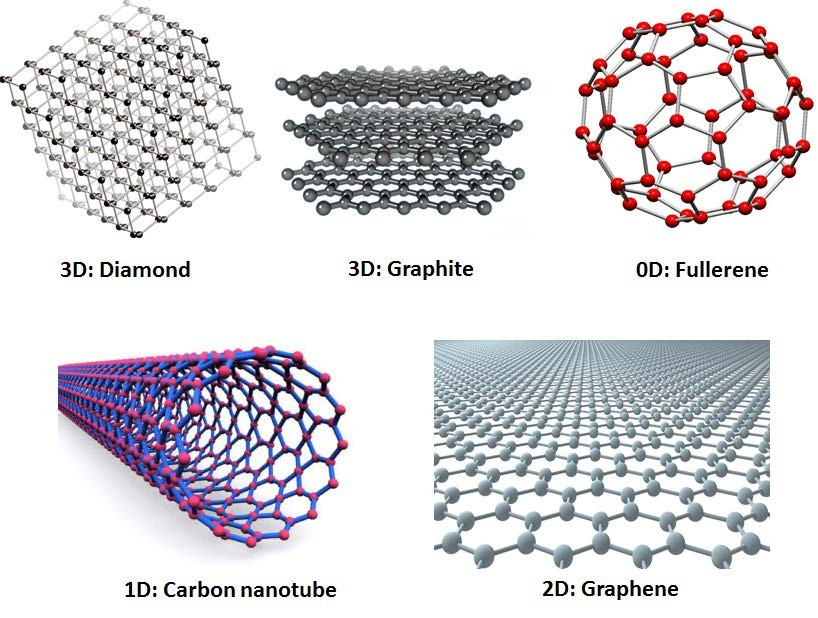 3D: Diamond
3D: Graphite
0D: Fullerene
1D: Carbon nanotube
2D: Graphene